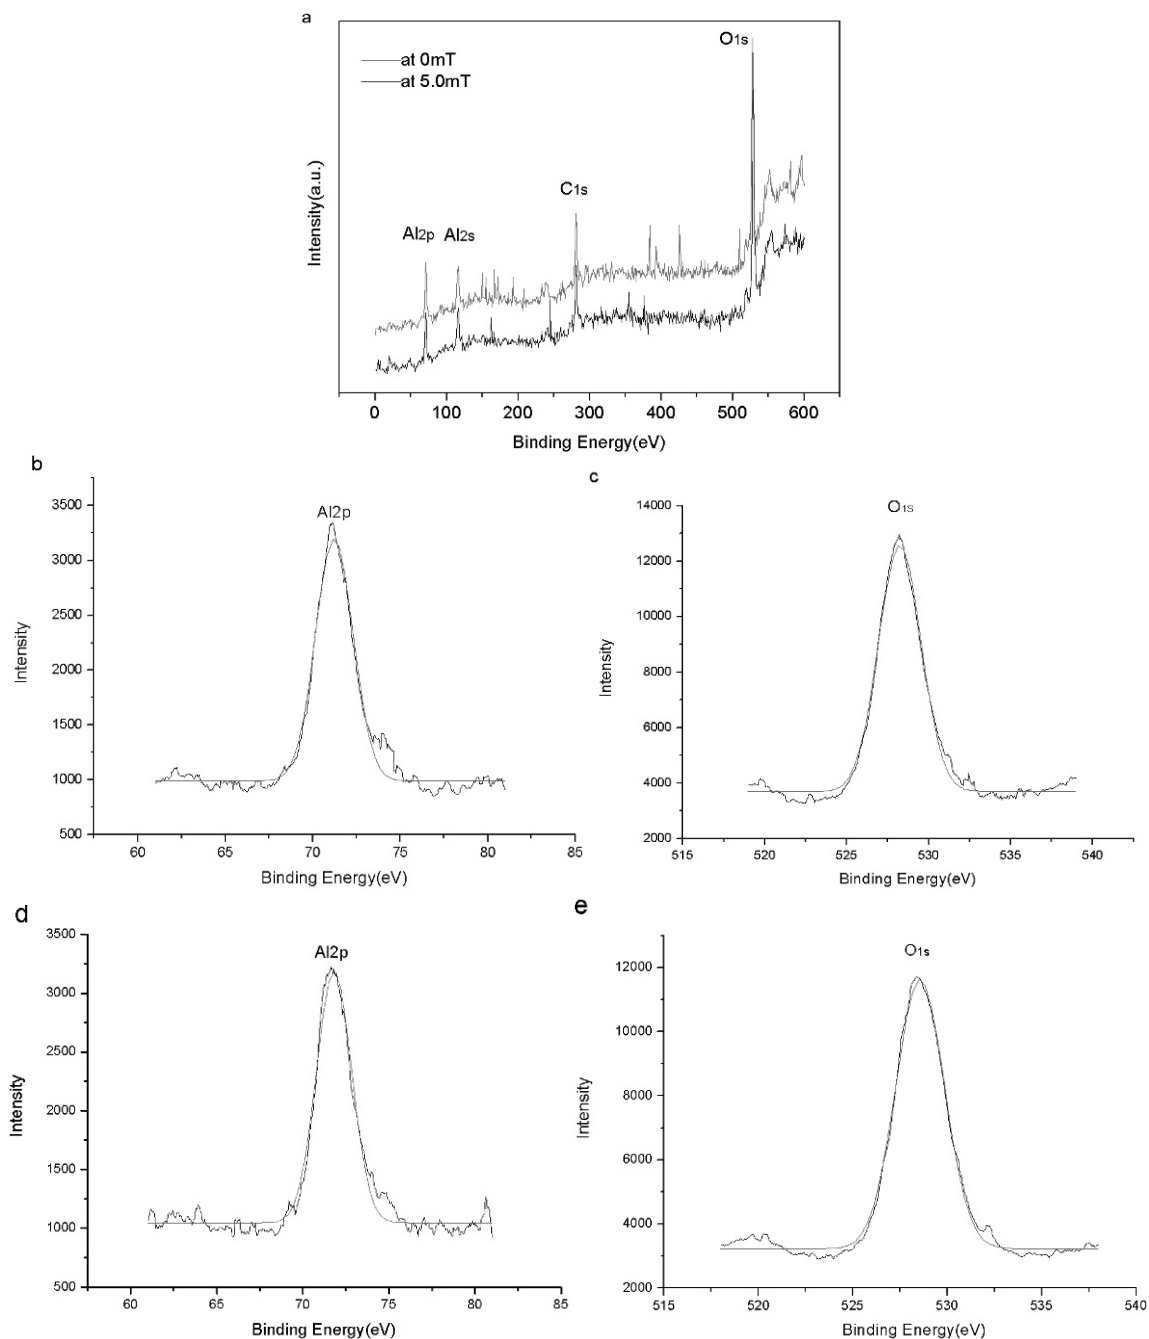 a
O1s
at 0mT
at 5.0mT
C1s
Al2p Al2s
Intensity(a.u.)
0 100 200 300 400 500 600
Binding Energy(eV)
b
Al2p
3500
3000
2500
2000
1500
1000
500
Intensity
60 65 70 75 80 85
Binding Energy(eV)
c
O1S
14000
12000
10000
8000
6000
4000
2000
Intensity
515 520 525 530 535 540
Binding Energy(eV)
d
Al2p
3500
3000
2500
2000
1500
1000
500
Intensity
60 65 70 75 80 85
Binding Energy(eV)
e
O1s
12000
10000
8000
6000
4000
2000
Intensity
515 520 525 530 535 540
Binding Energy(eV)